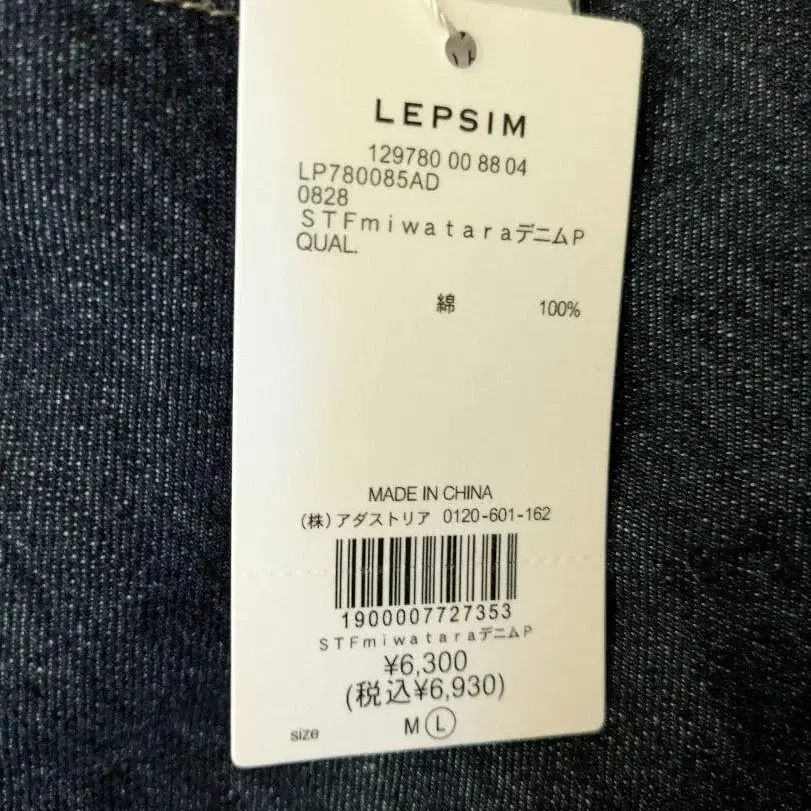 LEPSIM
129780 00 88 04
LP780085AD
0828
ＳＴＦｍｉｗａｔａｒａデニムＰ
QUAL.
綿 100%
MADE IN CHINA
(株)アダストリア 0120-601-162
1900007727353
ＳＴＦｍｉｗａｔａｒａデニムＰ
¥6,300
(税込¥6,930)
size M Ⓛ